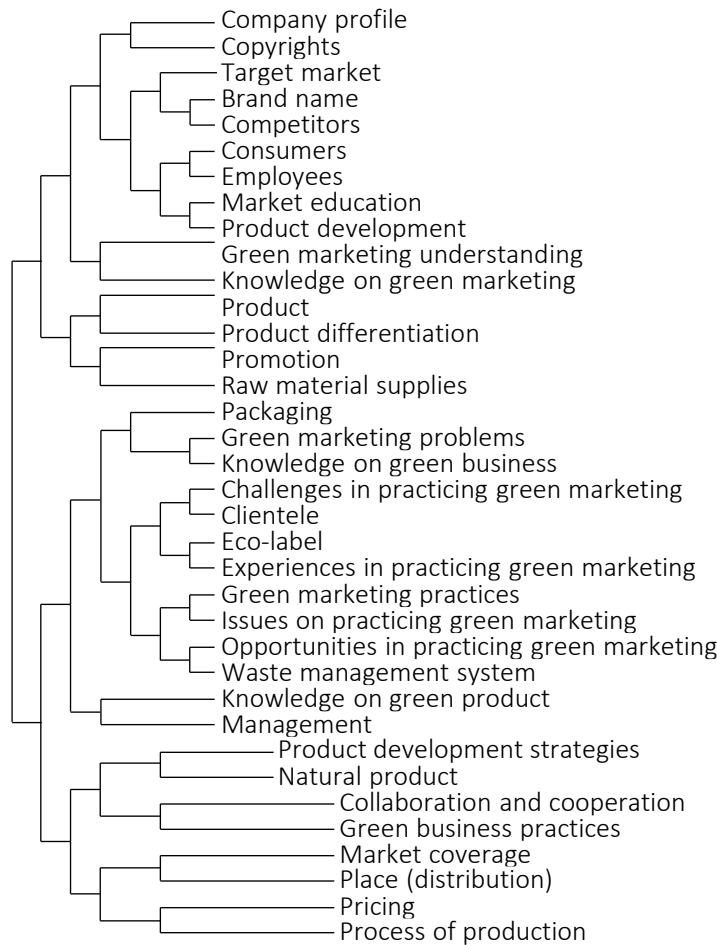 Company profile
Copyrights
Target market
Brand name
Competitors
Consumers
Employees
Market education
Product development
Green marketing understanding
Knowledge on green marketing
Product
Product differentiation
Promotion
Raw material supplies
Packaging
Green marketing problems
Knowledge on green business
Challenges in practicing green marketing
Clientele
Eco-label
Experiences in practicing green marketing
Green marketing practices
Issues on practicing green marketing
Opportunities in practicing green marketing
Waste management system
Knowledge on green product
Management
Product development strategies
Natural product
Collaboration and cooperation
Green business practices
Market coverage
Place (distribution)
Pricing
Process of production